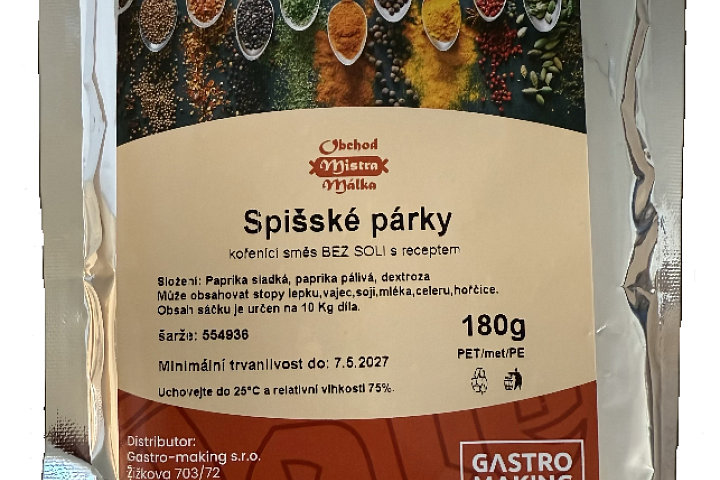 Obchod
Mistra
Málka
Spišské párky
kořenící směs BEZ SOLI s receptem
Složení: Paprika sladká, paprika pálivá, dextroza
Může obsahovat stopy lepku,vajec,soji,mléka,celeru,hořčice.
Obsah sáčku je určen na 10 Kg díla.
180g
šarže: 554936
PET/met/PE
Minimální trvanlivost do: 7.5.2027
Uchovejte do 25°C a relativní vlhkosti 75%.
Distributor:
Gastro-making s.r.o.
Žižkova 703/72
GASTRO
MAKING